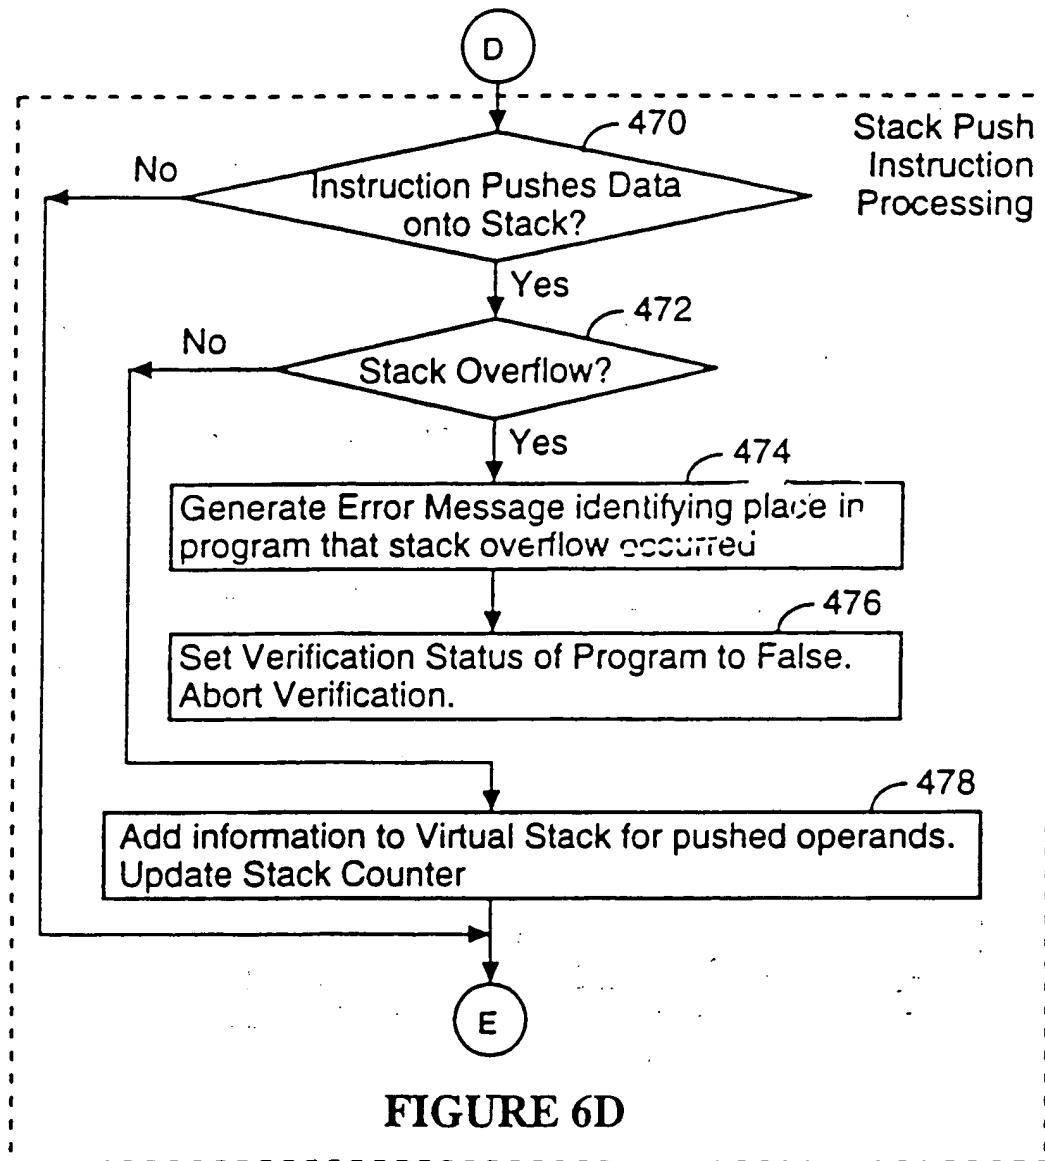 D
470
Stack Push
Instruction
Processing
No
Instruction Pushes Data
onto Stack?
Yes
472
No
Stack Overflow?
Yes
474
Generate Error Message identifying place in
program that stack overflow occurred
476
Set Verification Status of Program to False.
Abort Verification.
478
Add information to Virtual Stack for pushed operands.
Update Stack Counter
E
FIGURE 6D